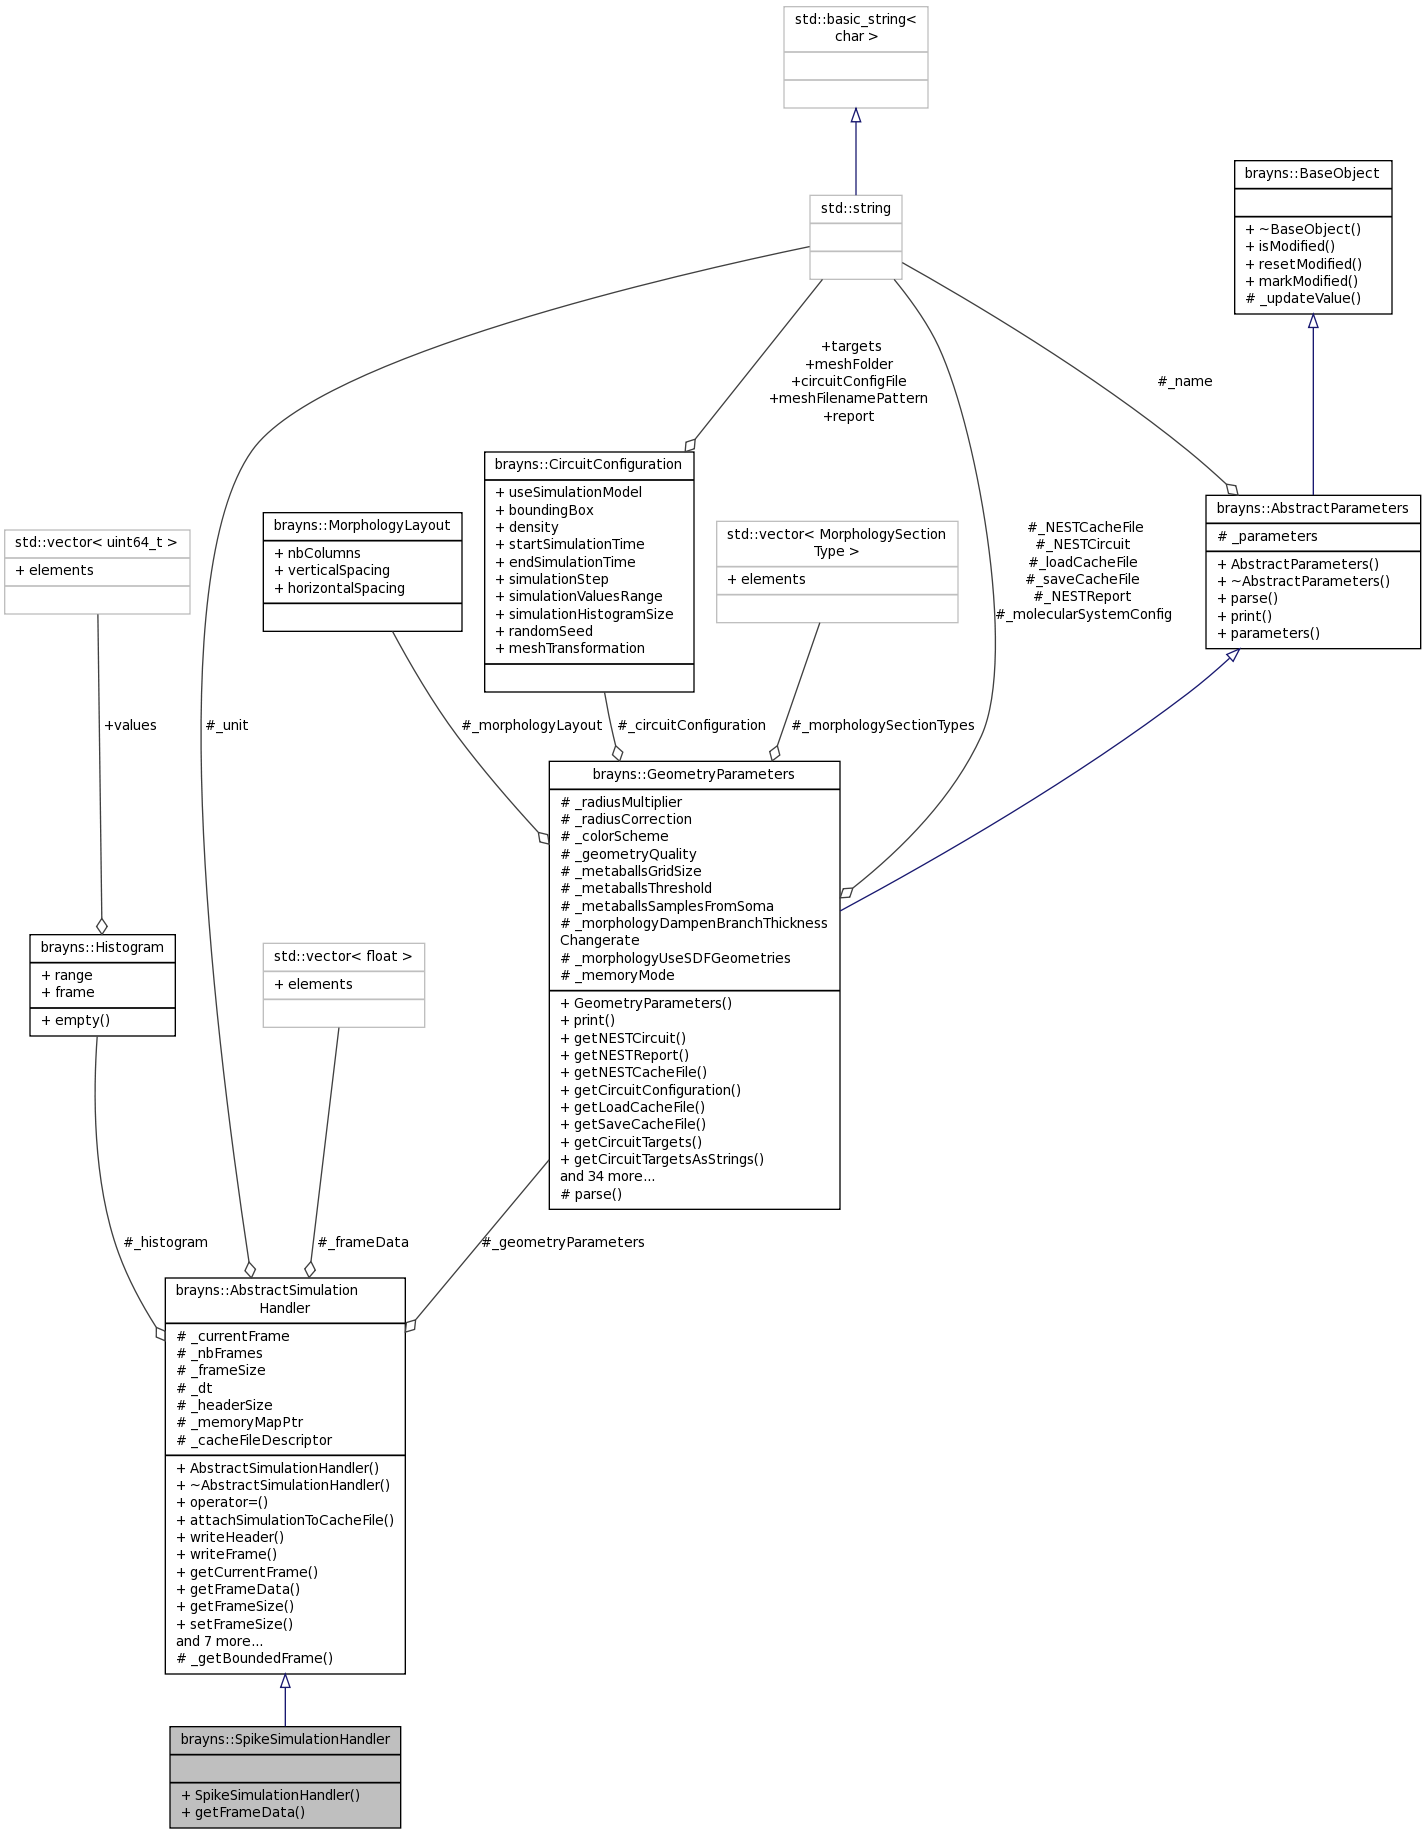 std::basic_string<
char >
brayns::BaseObject
+ ~BaseObject()
+ isModified()
+ resetModified()
+ markModified()
# _updateValue()
std::string
+targets
+meshFolder
+circuitConfigFile
+meshFilenamePattern
+report
#_name
brayns::CircuitConfiguration
+ useSimulationModel
+ boundingBox
+ density
+ startSimulationTime
+ endSimulationTime
+ simulationStep
+ simulationValuesRange
+ simulationHistogramSize
+ randomSeed
+ meshTransformation
brayns::AbstractParameters
# _parameters
+ AbstractParameters()
+ ~AbstractParameters()
+ parse()
+ print()
+ parameters()
std::vector< uint64_t >
+ elements
brayns::MorphologyLayout
+ nbColumns
+ verticalSpacing
+ horizontalSpacing
std::vector< MorphologySection
Type >
+ elements
#_NESTCacheFile
#_NESTCircuit
#_loadCacheFile
#_saveCacheFile
#_NESTReport
#_molecularSystemConfig
+values
#_unit
#_morphologyLayout
#_circuitConfiguration
#_morphologySectionTypes
brayns::GeometryParameters
# _radiusMultiplier
# _radiusCorrection
# _colorScheme
# _geometryQuality
# _metaballsGridSize
# _metaballsThreshold
# _metaballsSamplesFromSoma
# _morphologyDampenBranchThickness
Changerate
# _morphologyUseSDFGeometries
# _memoryMode
+ GeometryParameters()
+ print()
+ getNESTCircuit()
+ getNESTReport()
+ getNESTCacheFile()
+ getCircuitConfiguration()
+ getLoadCacheFile()
+ getSaveCacheFile()
+ getCircuitTargets()
+ getCircuitTargetsAsStrings()
and 34 more...
# parse()
brayns::Histogram
+ range
+ frame
+ empty()
std::vector< float >
+ elements
#_histogram
#_frameData
#_geometryParameters
brayns::AbstractSimulation
Handler
# _currentFrame
# _nbFrames
# _frameSize
# _dt
# _headerSize
# _memoryMapPtr
# _cacheFileDescriptor
+ AbstractSimulationHandler()
+ ~AbstractSimulationHandler()
+ operator=()
+ attachSimulationToCacheFile()
+ writeHeader()
+ writeFrame()
+ getCurrentFrame()
+ getFrameData()
+ getFrameSize()
+ setFrameSize()
and 7 more...
# _getBoundedFrame()
brayns::SpikeSimulationHandler
+ SpikeSimulationHandler()
+ getFrameData()